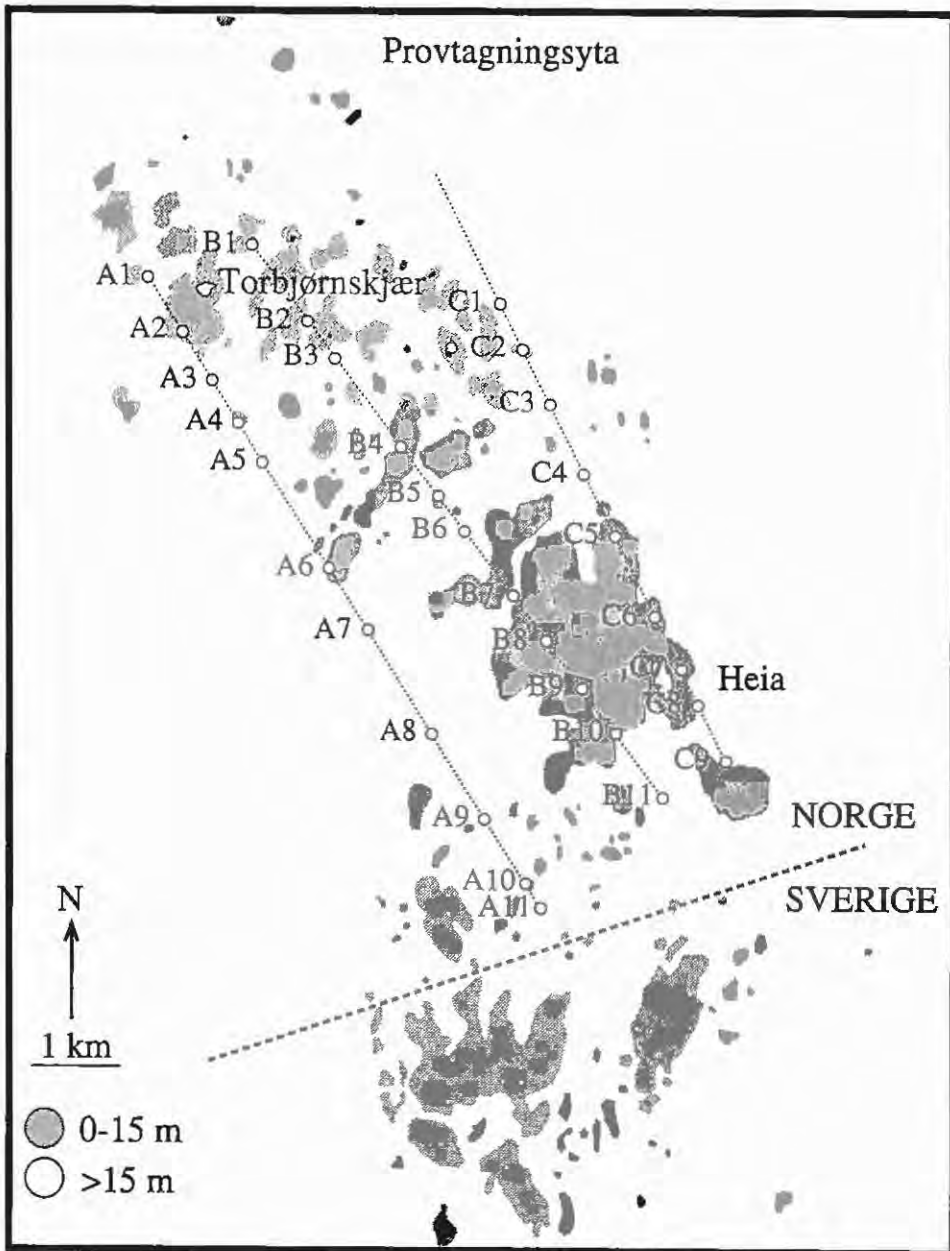 Provtagningsyta
B1
A1
Torbjørnskjær
C1
B2
A2
C2
B3
A3
C3
A4
B4
A5
C4
B5
B6
C5
A6
B7
C6
A7
B8
C7
Heia
B9
C8
A8
B10
C9
B11
A9
NORGE
A10
SVERIGE
A11
N
1 km
0-15 m
>15 m